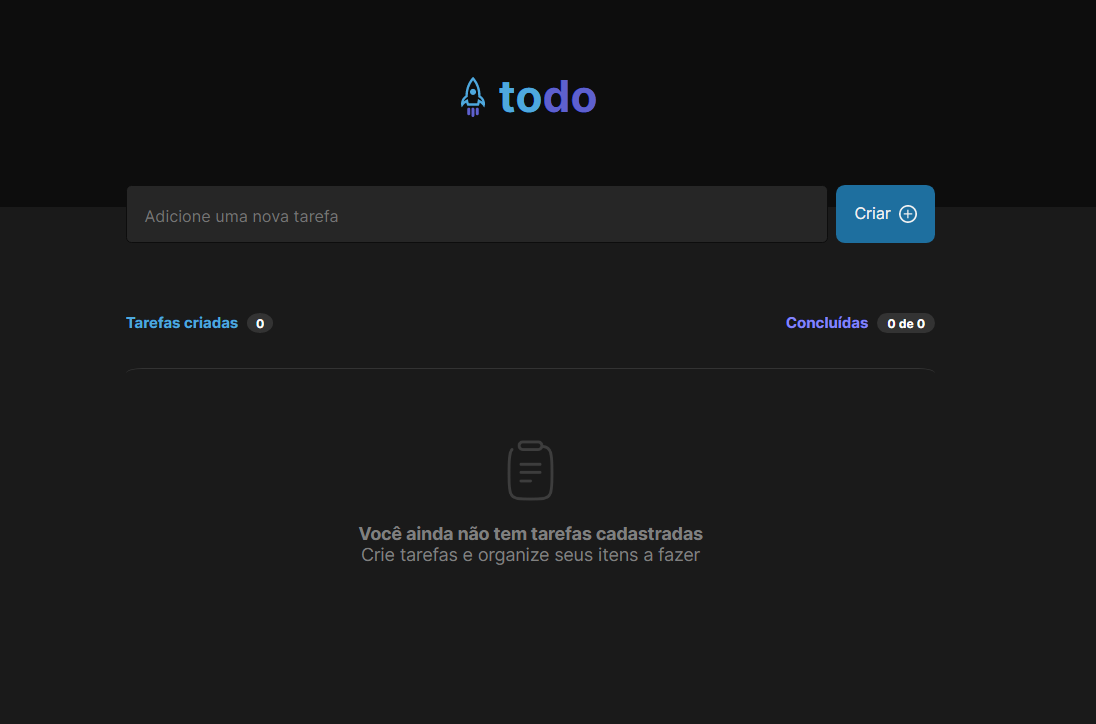 todo
Adicione uma nova tarefa
Criar
Tarefas criadas 0
Concluídas 0 de 0
Você ainda não tem tarefas cadastradas
Crie tarefas e organize seus itens a fazer